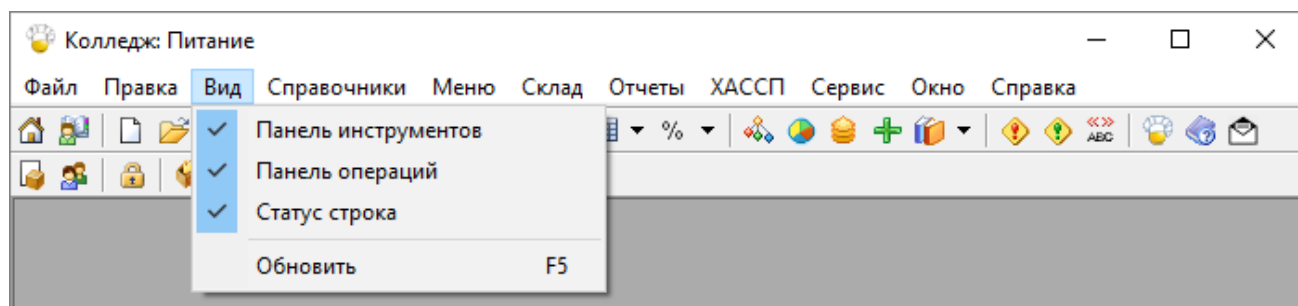 Колледж: Питание
Файл Правка Вид Справочники Меню Склад Отчеты ХАССП Сервис Окно Справка
Панель инструментов
%
ABC
Панель операций
Статус строка
Обновить F5